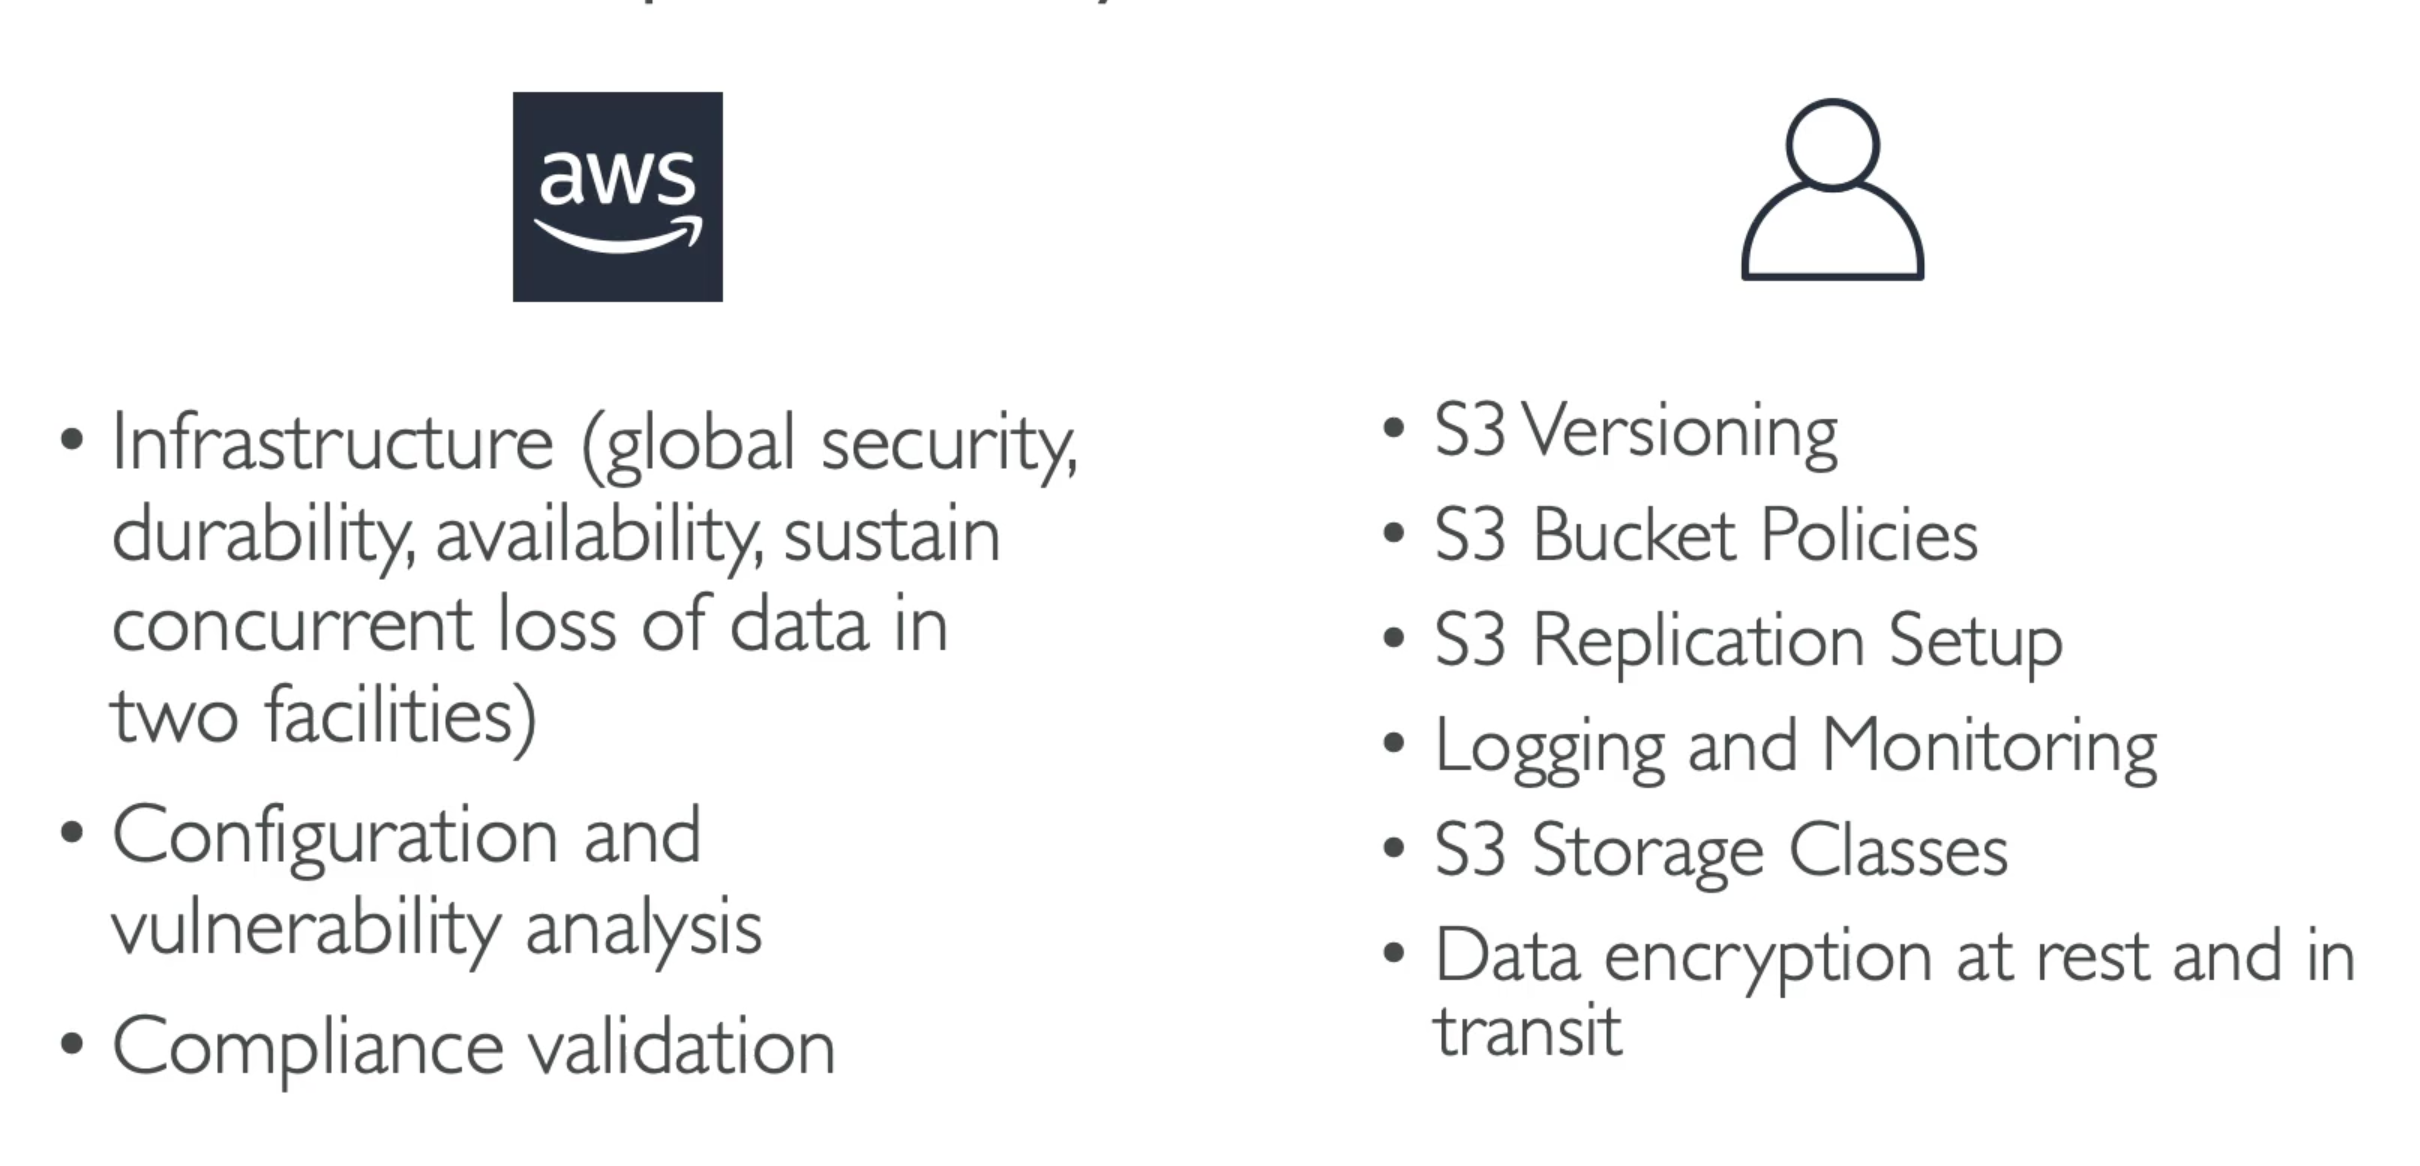 aws
• Infrastructure (global security,
durability, availability, sustain
concurrent loss of data in
two facilities)
• Configuration and
vulnerability analysis
• Compliance validation
• S3 Versioning
• S3 Bucket Policies
• S3 Replication Setup
• Logging and Monitoring
• S3 Storage Classes
• Data encryption at rest and in
transit